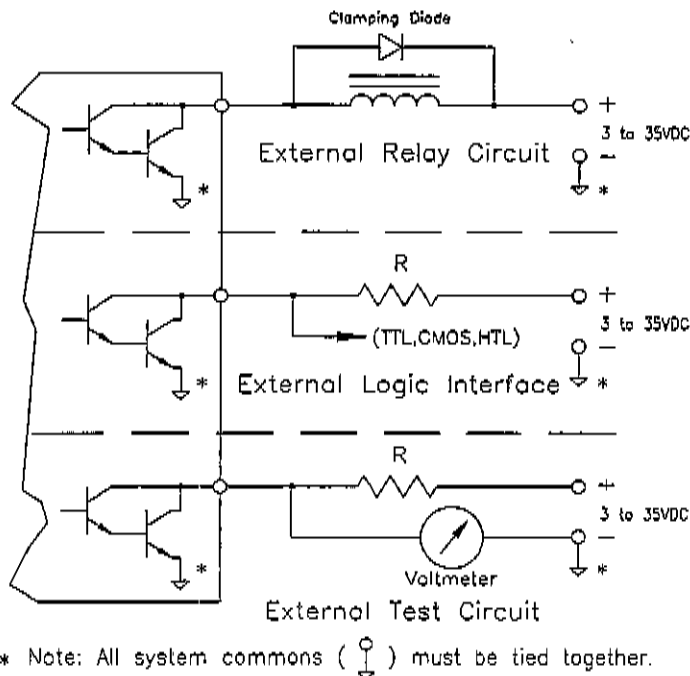 Clamping Diode
+
3 to 35VDC
External Relay Circuit
−
*
*
R
+
3 to 35VDC
(TTL,CMOS,HTL)
−
External Logic Interface
*
*
R
+
3 to 35VDC
−
*
*
Voltmeter
External Test Circuit
* Note: All system commons ( ) must be tied together.